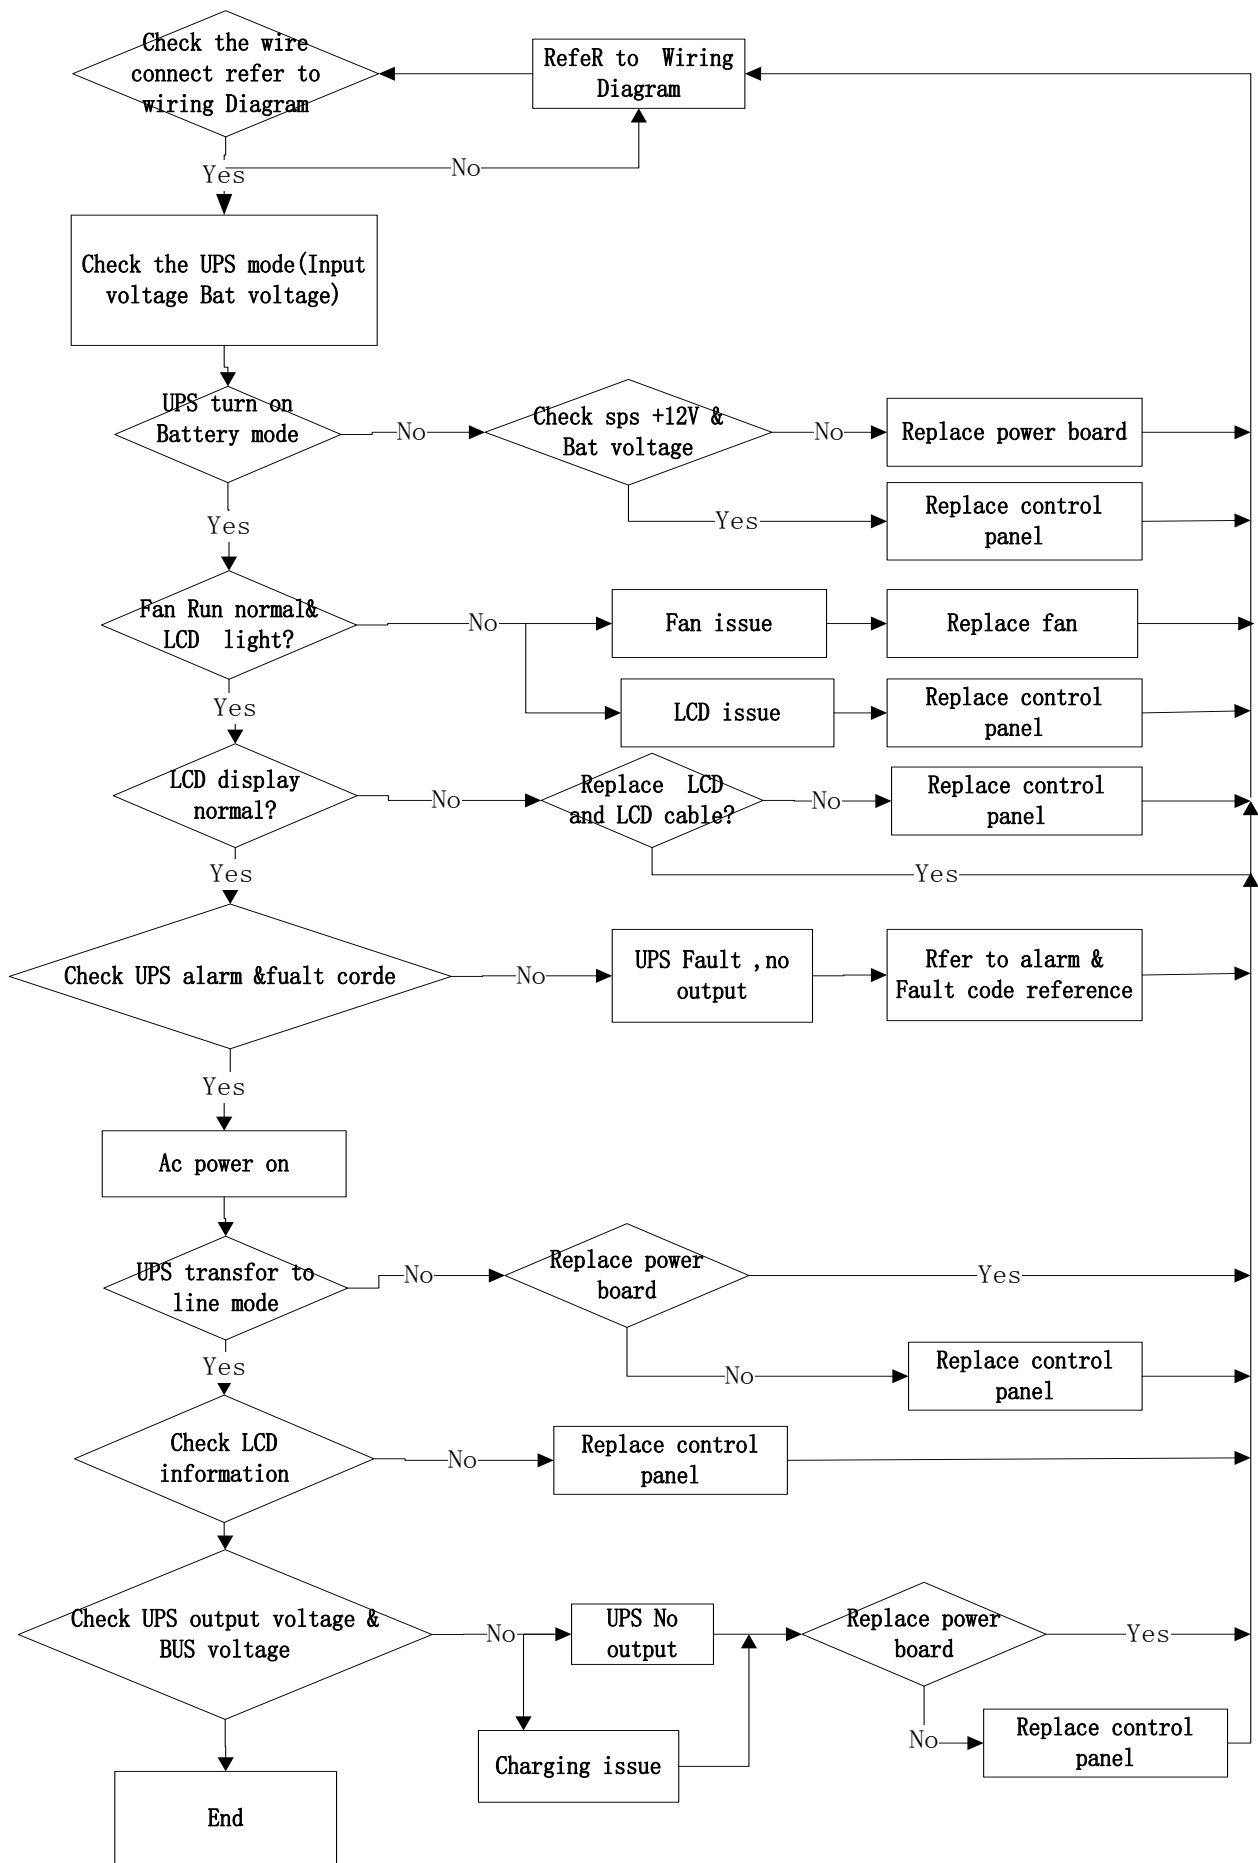 Check the wire
connect refer to
wiring Diagram
RefeR to Wiring
Diagram
Yes
No
Check the UPS mode(Input
voltage Bat voltage)
UPS turn on
Battery mode
No
Check sps +12V &
Bat voltage
No
Replace power board
Yes
Replace control
panel
Yes
Fan Run normal&
LCD light?
No
Fan issue
Replace fan
LCD issue
Replace control
panel
Yes
LCD display
normal?
No
Replace LCD
and LCD cable?
No
Replace control
panel
Yes
Yes
Check UPS alarm &fualt corde
No
UPS Fault ,no
output
Rfer to alarm &
Fault code reference
Yes
Ac power on
UPS transfor to
line mode
No
Replace power
board
Yes
No
Replace control
panel
Yes
Check LCD
information
No
Replace control
panel
Check UPS output voltage &
BUS voltage
No
UPS No
output
Replace power
board
Yes
No
Replace control
panel
Charging issue
End